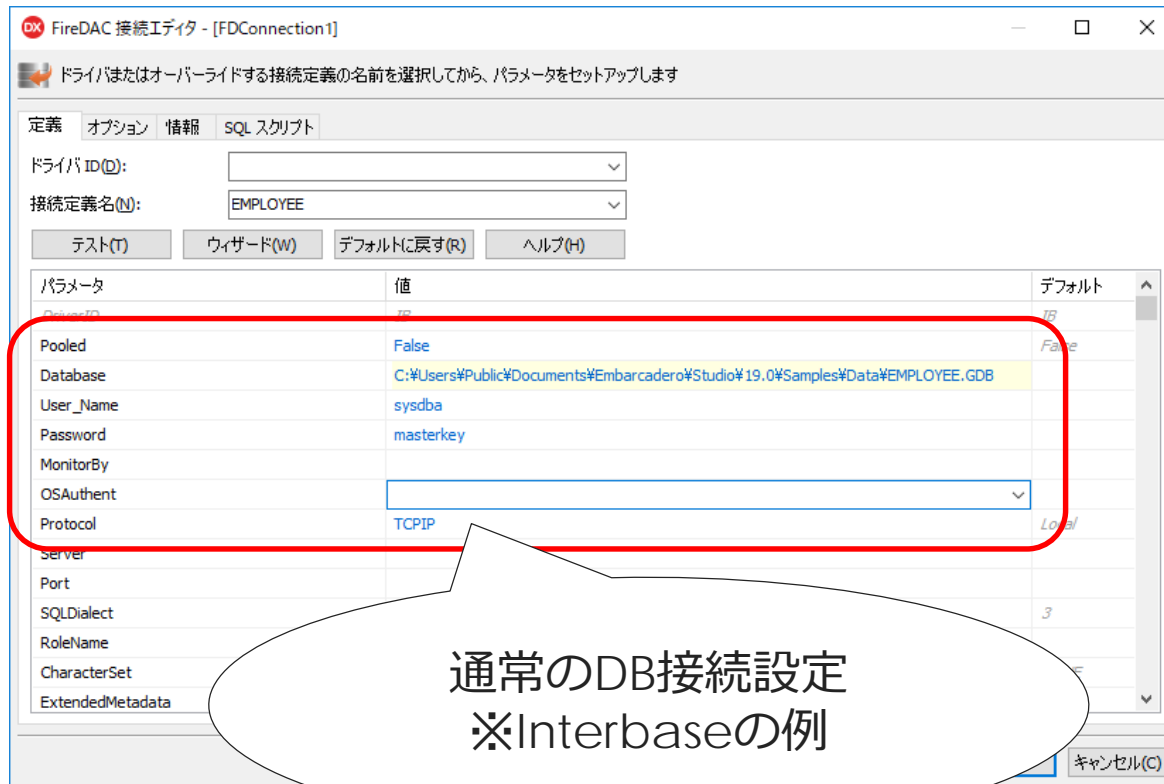 DX FireDAC 接続エディタ - [FDConnection1]
ドライバまたはオーバーライドする接続定義の名前を選択してから、パラメータをセットアップします
定義 オプション 情報 SQL スクリプト
ドライバ ID(D):
接続定義名(N): EMPLOYEE
テスト(T) ウィザード(W) デフォルトに戻す(R) ヘルプ(H)
パラメータ 値 デフォルト
DriverID IB IB
Pooled False False
Database C:¥Users¥Public¥Documents¥Embarcadero¥Studio¥19.0¥Samples¥Data¥EMPLOYEE.GDB
User_Name sysdba
Password masterkey
MonitorBy
OSAuthent
Protocol TCPIP Local
Server
Port
SQLDialect 3
RoleName
CharacterSet
ExtendedMetadata
通常のDB接続設定
※Interbaseの例
キャンセル(C)